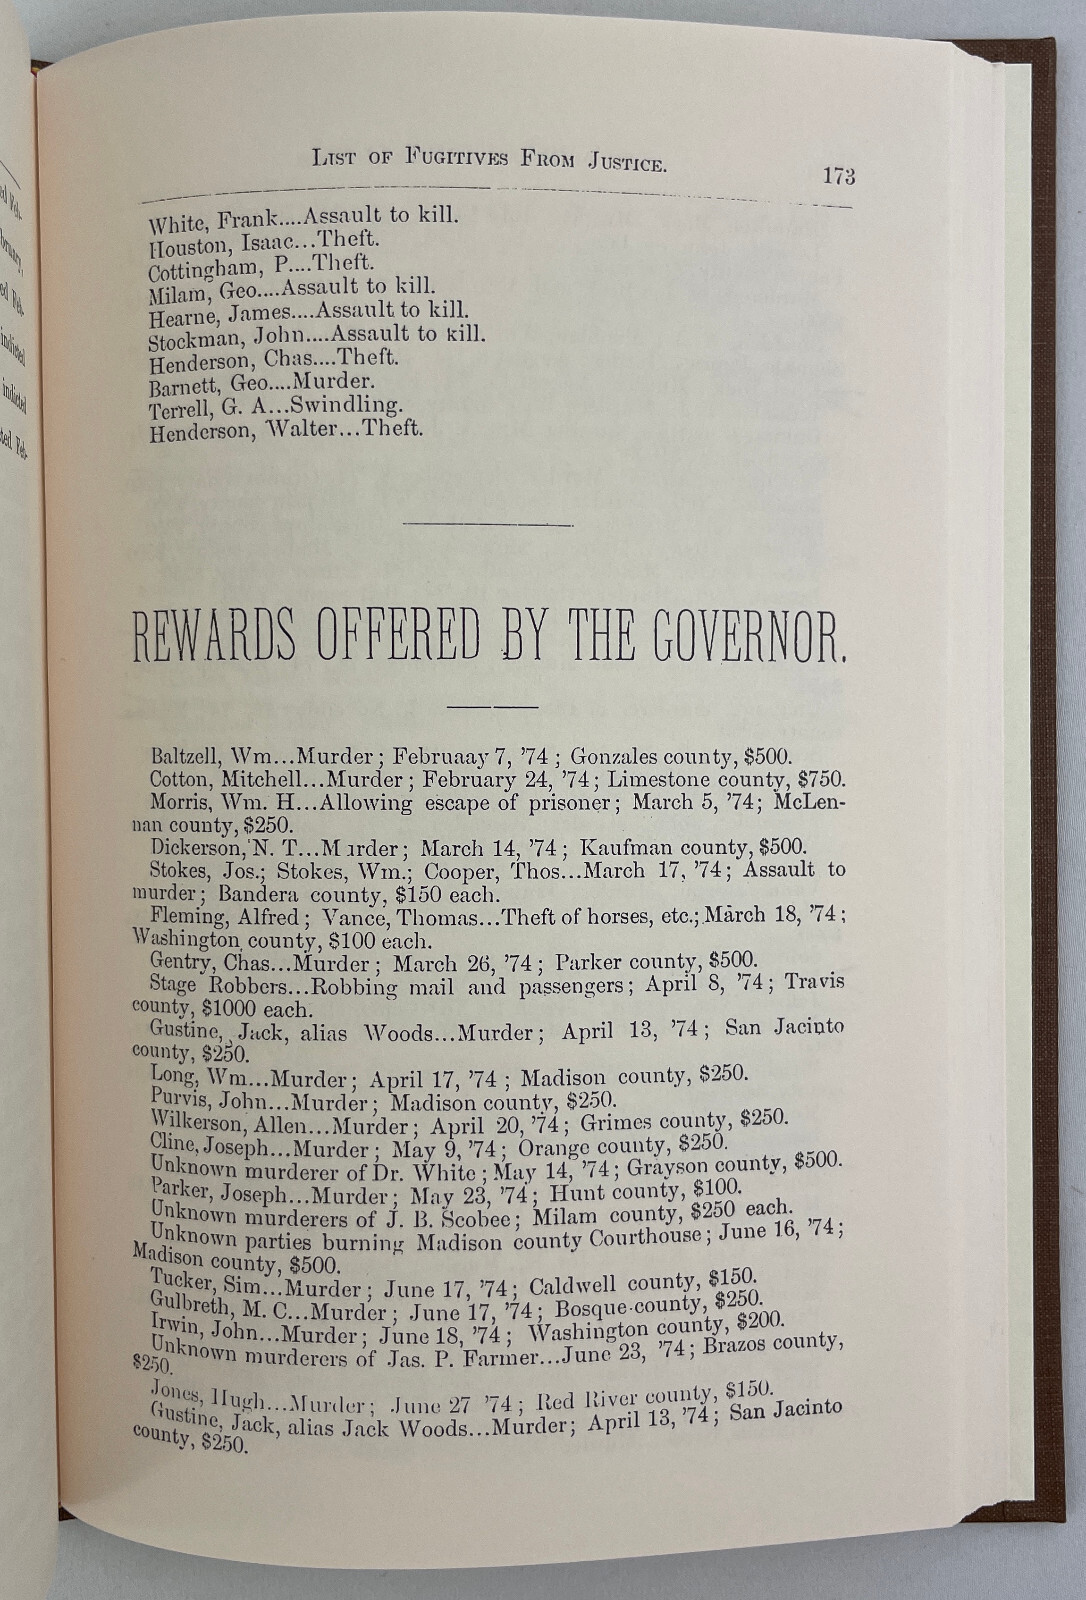 LIST OF FUGITIVES FROM JUSTICE.
173
White, Frank....Assault to kill.
Houston, Isaac...Theft.
Cottingham, P....Theft.
Milam, Geo....Assault to kill.
Hearne, James....Assault to kill.
Stockman, John....Assault to kill.
Henderson, Chas....Theft.
Barnett, Geo....Murder.
Terrell, G. A...Swindling.
Henderson, Walter...Theft.
REWARDS OFFERED BY THE GOVERNOR.
Baltzell, Wm...Murder; Februaay 7, '74; Gonzales county, $500.
Cotton, Mitchell...Murder; February 24, '74; Limestone county, $750.
Morris, Wm. H...Allowing escape of prisoner; March 5, '74; McLen-
nan county, $250.
Dickerson, N. T...Murder; March 14, '74; Kaufman county, $500.
Stokes, Jos.; Stokes, Wm.; Cooper, Thos...March 17, '74; Assault to
murder; Bandera county, $150 each.
Fleming, Alfred; Vance, Thomas...Theft of horses, etc.; March 18, '74;
Washington county, $100 each.
Gentry, Chas...Murder; March 26, '74; Parker county, $500.
Stage Robbers...Robbing mail and passengers; April 8, '74; Travis
county, $1000 each.
Gustine, Jack, alias Woods...Murder; April 13, '74; San Jacinto
county, $250.
Long, Wm...Murder; April 17, '74; Madison county, $250.
Purvis, John...Murder; Madison county, $250.
Wilkerson, Allen...Murder; April 20, '74; Grimes county, $250.
Cline, Joseph...Murder; May 9, '74; Orange county, $250.
Unknown murderer of Dr. White; May 14, '74; Grayson county, $500.
Parker, Joseph...Murder; May 23, '74; Hunt county, $100.
Unknown murderers of J. B. Scobee; Milam county, $250 each.
Unknown parties burning Madison county Courthouse; June 16, '74;
Madison county, $500.
Tucker, Sim...Murder; June 17, '74; Caldwell county, $150.
Gulbreth, M. C...Murder; June 17, '74; Bosque county, $250.
Irwin, John...Murder; June 18, '74; Washington county, $200.
Unknown murderers of Jas. P. Farmer...June 23, '74; Brazos county,
$250.
Jones, Hugh...Murder; June 27 '74; Red River county, $150.
Gustine, Jack, alias Jack Woods...Murder; April 13, '74; San Jacinto
county, $250.